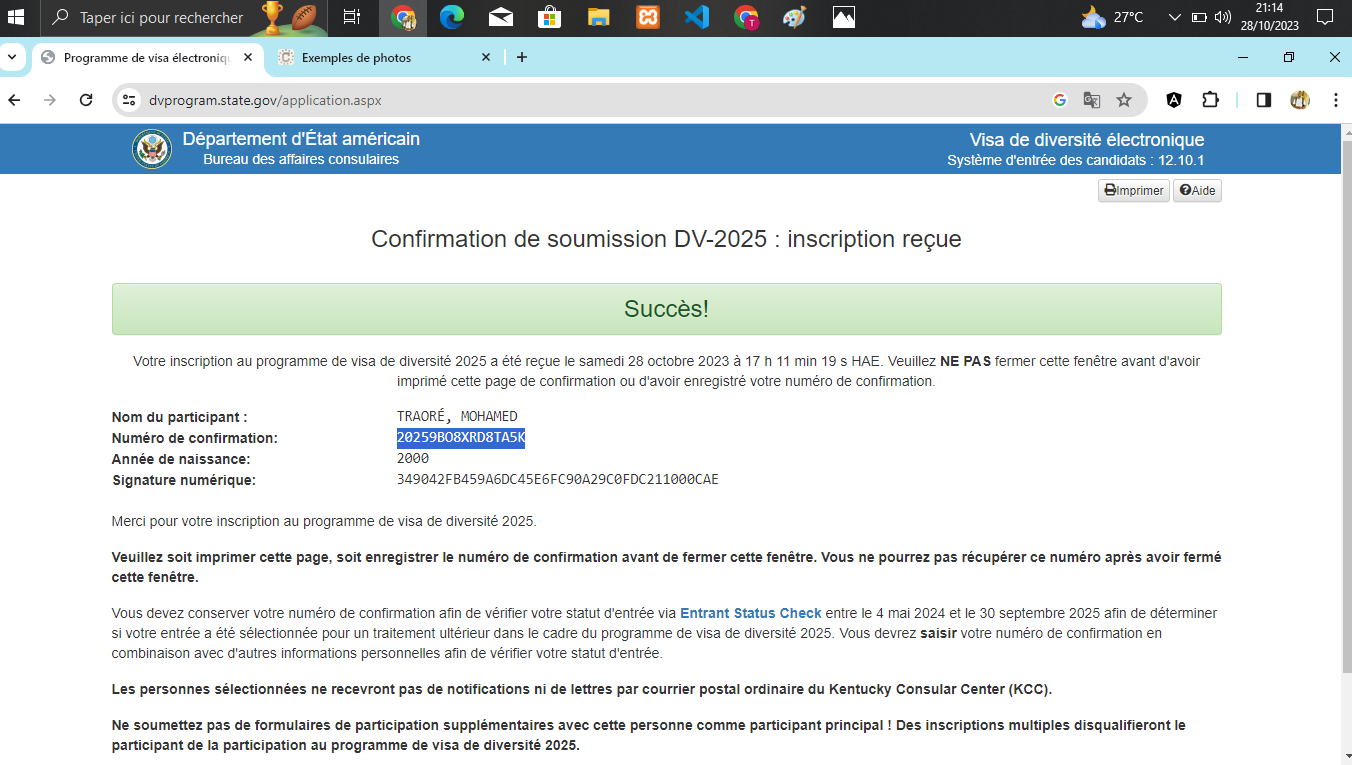 Taper ici pour rechercher
27°C
21:14
28/10/2023
Programme de visa électroniqu
Exemples de photos
dvprogram.state.gov/application.aspx
Département d'État américain
Bureau des affaires consulaires
Visa de diversité électronique
Système d'entrée des candidats : 12.10.1
Imprimer
Aide
Confirmation de soumission DV-2025 : inscription reçue
Succès!
Votre inscription au programme de visa de diversité 2025 a été reçue le samedi 28 octobre 2023 à 17 h 11 min 19 s HAE. Veuillez NE PAS fermer cette fenêtre avant d'avoir
imprimé cette page de confirmation ou d'avoir enregistré votre numéro de confirmation.
Nom du participant : TRAORÉ, MOHAMED
Numéro de confirmation: 20259BO8XRD8TA5K
Année de naissance: 2000
Signature numérique: 349042FB459A6DC45E6FC90A29C0FDC211000CAE
Merci pour votre inscription au programme de visa de diversité 2025.
Veuillez soit imprimer cette page, soit enregistrer le numéro de confirmation avant de fermer cette fenêtre. Vous ne pourrez pas récupérer ce numéro après avoir fermé
cette fenêtre.
Vous devez conserver votre numéro de confirmation afin de vérifier votre statut d'entrée via Entrant Status Check entre le 4 mai 2024 et le 30 septembre 2025 afin de déterminer
si votre entrée a été sélectionnée pour un traitement ultérieur dans le cadre du programme de visa de diversité 2025. Vous devrez saisir votre numéro de confirmation en
combinaison avec d'autres informations personnelles afin de vérifier votre statut d'entrée.
Les personnes sélectionnées ne recevront pas de notifications ni de lettres par courrier postal ordinaire du Kentucky Consular Center (KCC).
Ne soumettez pas de formulaires de participation supplémentaires avec cette personne comme participant principal ! Des inscriptions multiples disqualifieront le
participant de la participation au programme de visa de diversité 2025.